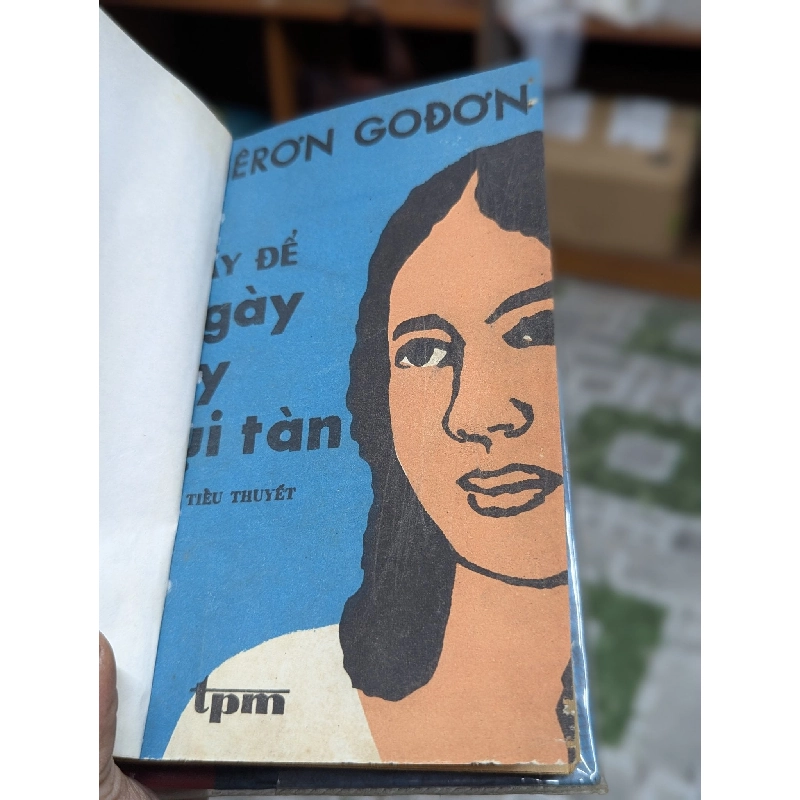 ÊRƠN GOĐƠN
ẤY ĐỂ
gày
y
ụi tàn
TIỂU THUYẾT
tpm